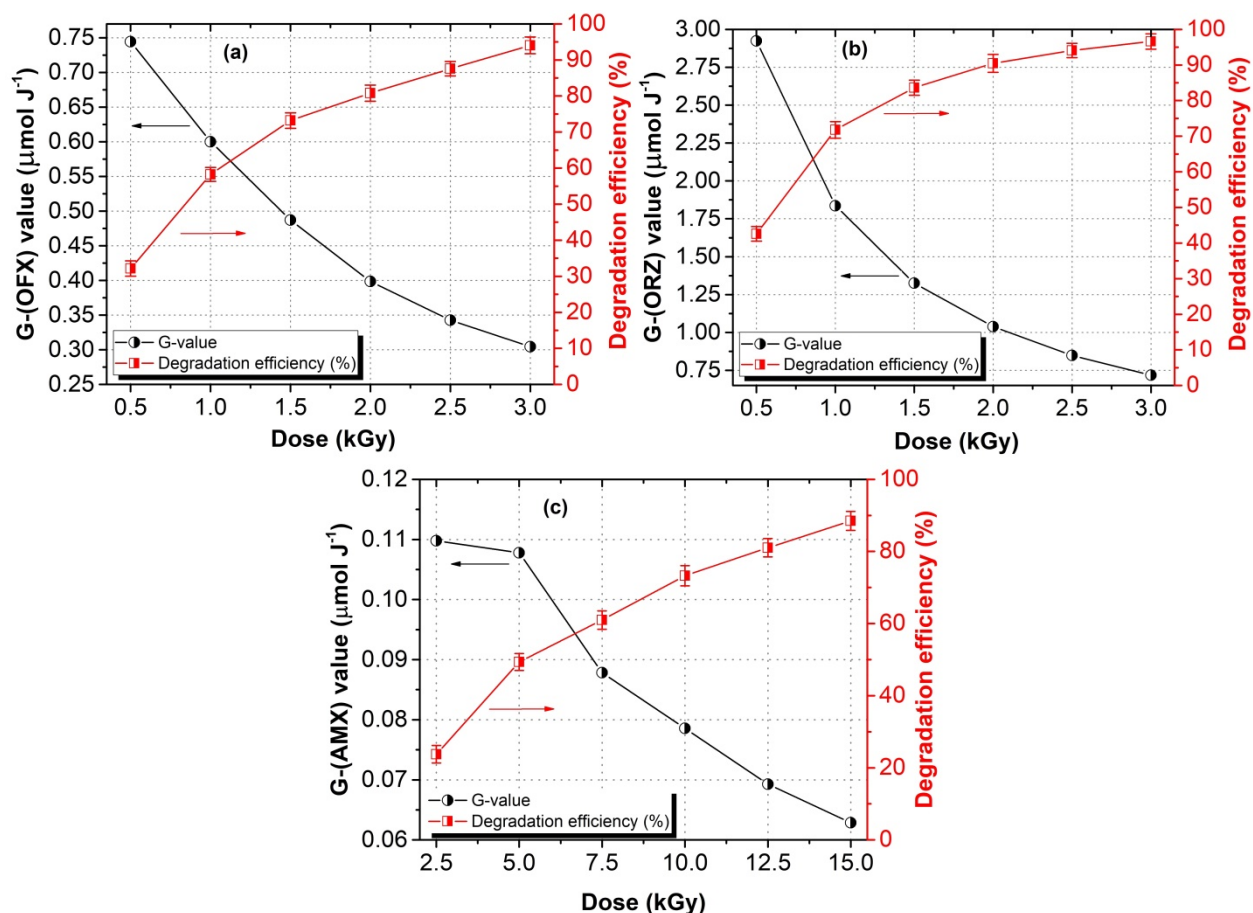 (a)
G-(OFX) value (μmol J⁻¹)
0.75
0.70
0.65
0.60
0.55
0.50
0.45
0.40
0.35
0.30
0.25
100
90
80
70
60
50
40
30
20
10
0
Degradation efficiency (%)
G-value
Degradation efficiency (%)
0.5 1.0 1.5 2.0 2.5 3.0
Dose (kGy)
(b)
G-(ORZ) value (μmol J⁻¹)
3.00
2.75
2.50
2.25
2.00
1.75
1.50
1.25
1.00
0.75
100
90
80
70
60
50
40
30
20
10
0
Degradation efficiency (%)
G-value
Degradation efficiency (%)
0.5 1.0 1.5 2.0 2.5 3.0
Dose (kGy)
(c)
G-(AMX) value (μmol J⁻¹)
0.12
0.11
0.10
0.09
0.08
0.07
0.06
100
80
60
40
20
0
Degradation efficiency (%)
G-value
Degradation efficiency (%)
2.5 5.0 7.5 10.0 12.5 15.0
Dose (kGy)